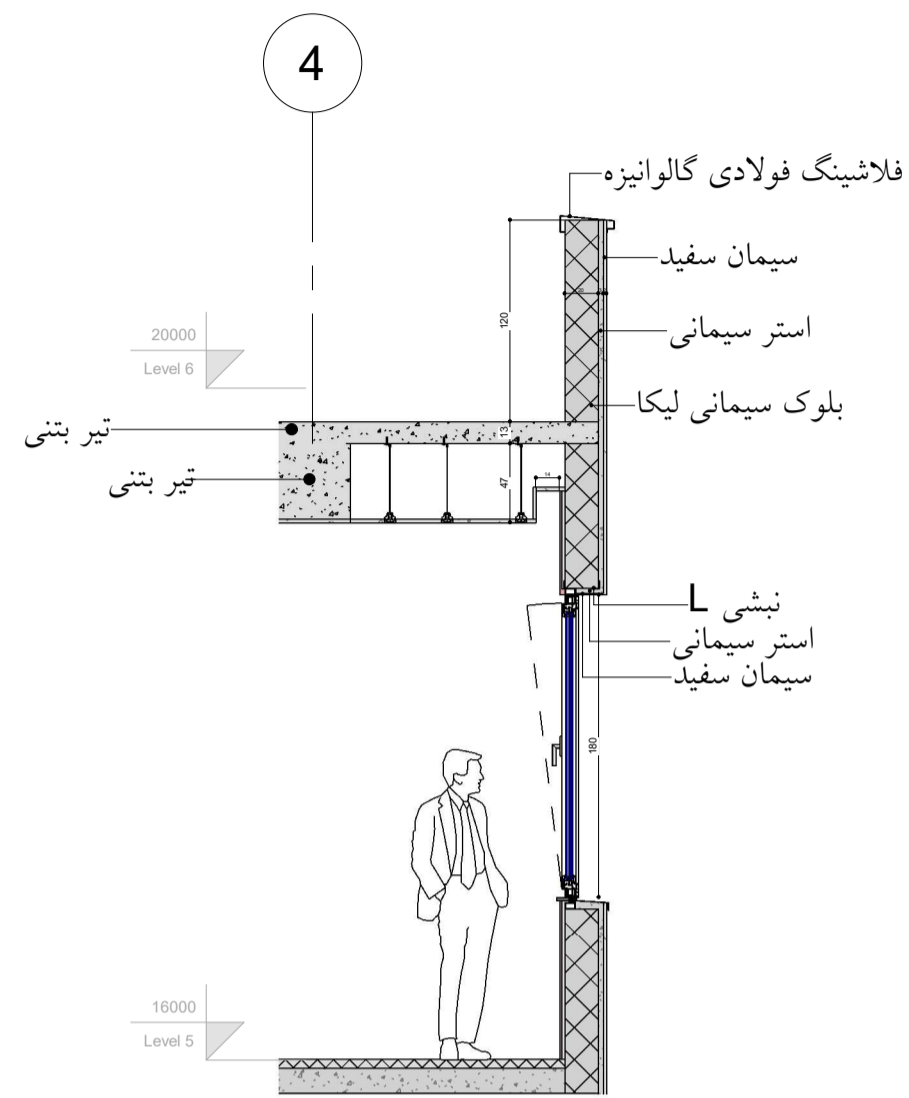 4
فلاشینگ فولادی گالوانیزه
سیمان سفید
استر سیمانی
بلوک سیمانی لیکا
20000
Level 6
120
20
تیر بتنی
تیر بتنی
13
47
14
نبشی L
استر سیمانی
سیمان سفید
180
16000
Level 5